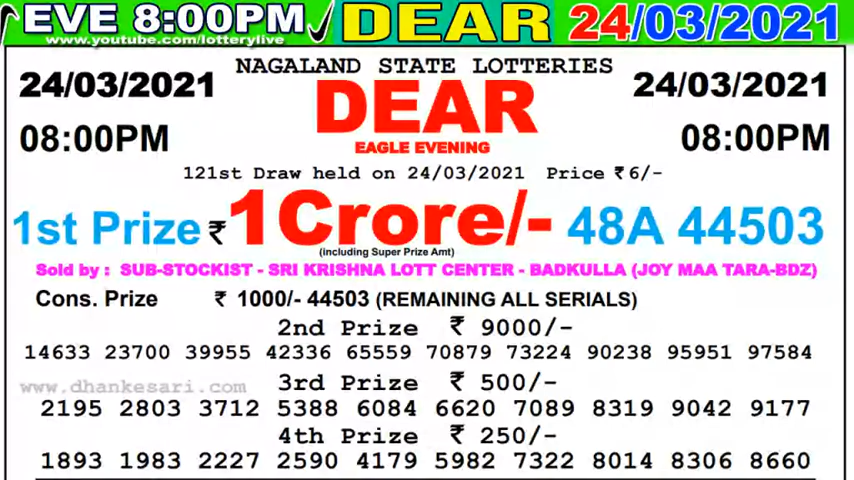 EVE 8:00PM DEAR 24/03/2021
www.youtube.com/lotterylive
NAGALAND STATE LOTTERIES
24/03/2021 DEAR 24/03/2021
08:00PM EAGLE EVENING 08:00PM
121st Draw held on 24/03/2021 Price ₹6/-
1st Prize ₹1Crore/- 48A 44503
(including Super Prize Amt)
Sold by : SUB-STOCKIST - SRI KRISHNA LOTT CENTER - BADKULLA (JOY MAA TARA-BDZ)
Cons. Prize ₹ 1000/- 44503 (REMAINING ALL SERIALS)
2nd Prize ₹ 9000/-
14633 23700 39955 42336 65559 70879 73224 90238 95951 97584
3rd Prize ₹ 500/-
www.dhankesari.com
2195 2803 3712 5388 6084 6620 7089 8319 9042 9177
4th Prize ₹ 250/-
1893 1983 2227 2590 4179 5982 7322 8014 8306 8660